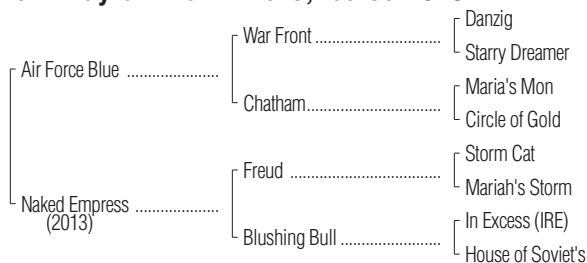 Danzig
War Front
Starry Dreamer
Air Force Blue
Maria's Mon
Chatham
Circle of Gold
Storm Cat
Freud
Mariah's Storm
Naked Empress
(2013)
In Excess (IRE)
Blushing Bull
House of Soviet's